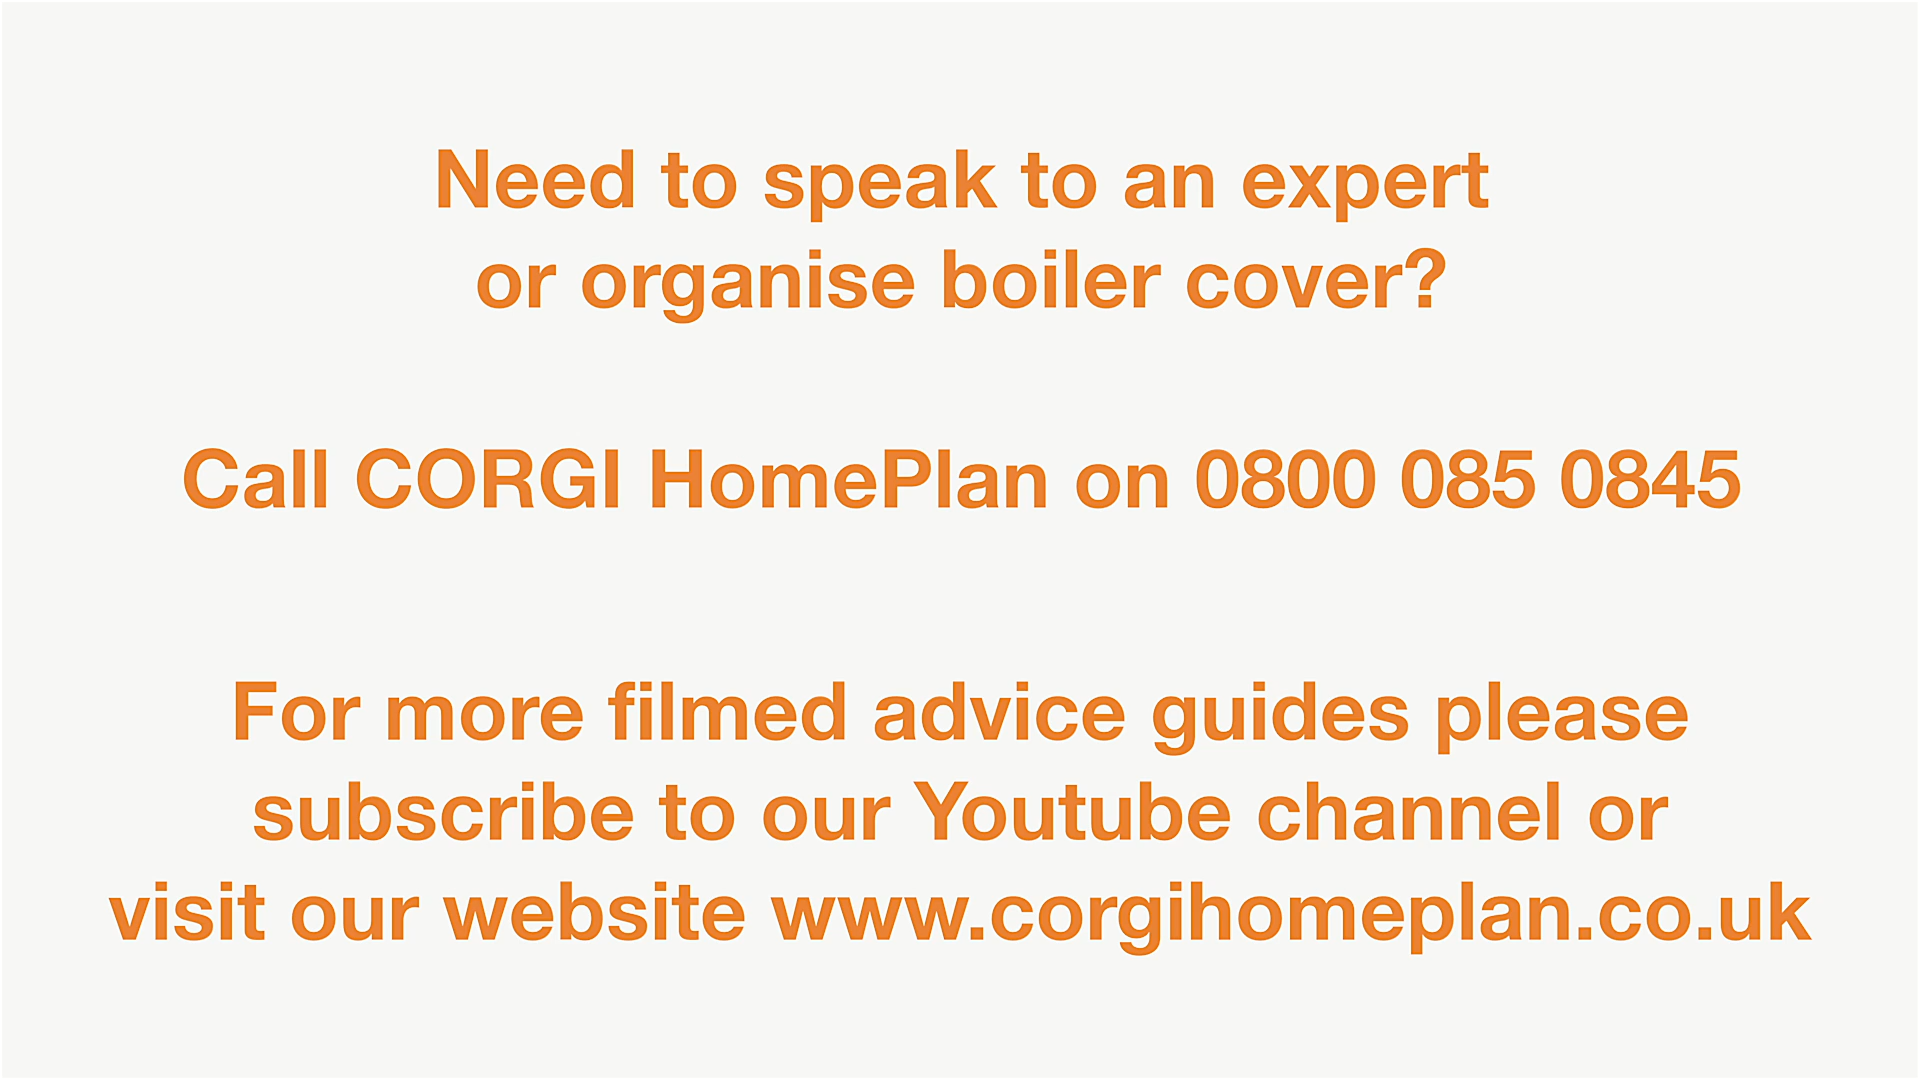 Need to speak to an expert
or organise boiler cover?
Call CORGI HomePlan on 0800 085 0845
For more filmed advice guides please
subscribe to our Youtube channel or
visit our website www.corgihomeplan.co.uk